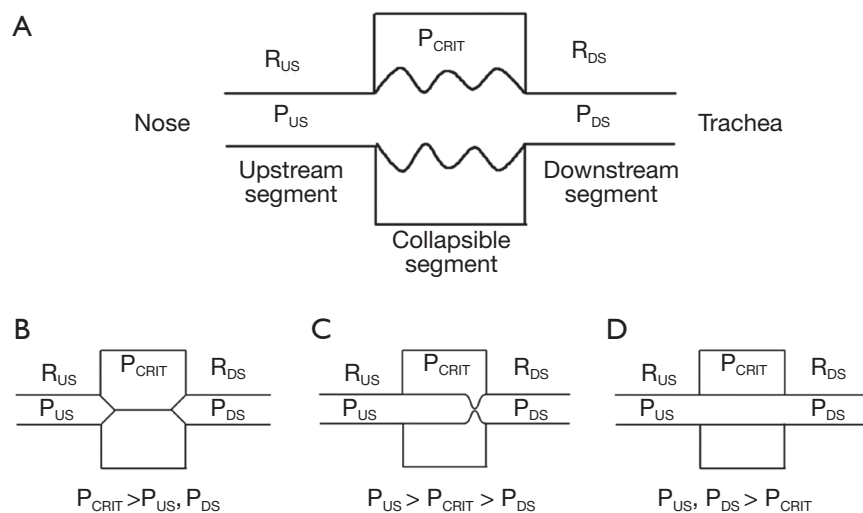 A
P_CRIT
R_US
R_DS
Nose
P_US
P_DS
Trachea
Upstream
segment
Downstream
segment
Collapsible
segment
B
C
D
R_US
P_CRIT
R_DS
R_US
P_CRIT
R_DS
R_US
P_CRIT
R_DS
P_US
P_DS
P_US
P_DS
P_US
P_DS
P_CRIT >P_US, P_DS
P_US > P_CRIT > P_DS
P_US, P_DS > P_CRIT